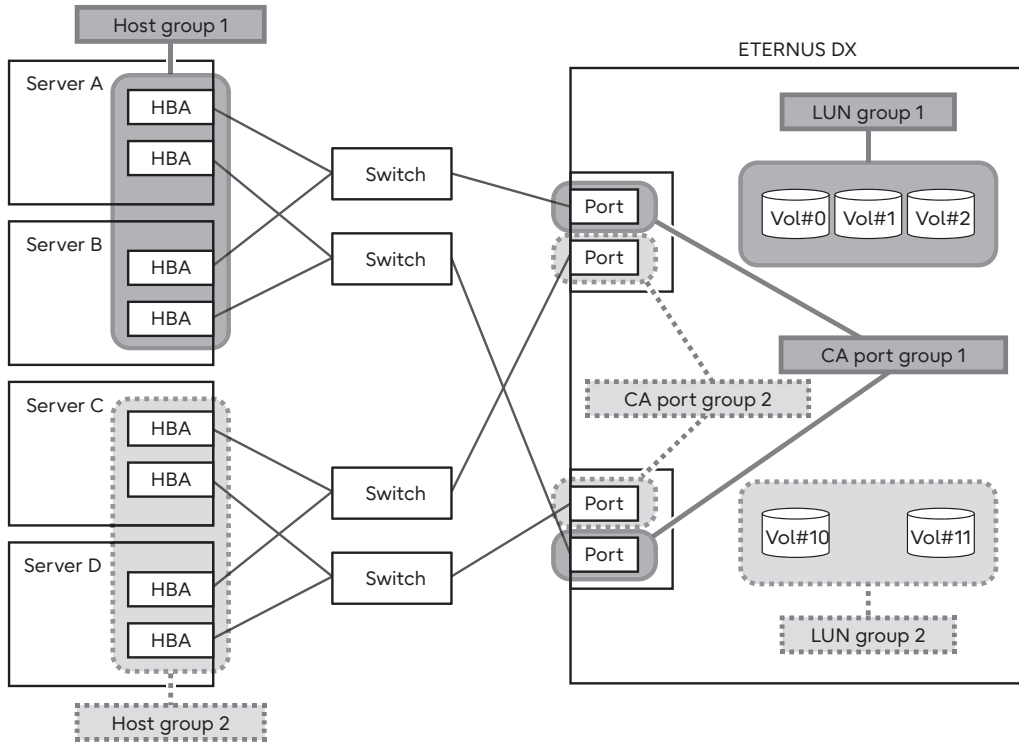 Host group 1
ETERNUS DX
Server A
HBA
HBA
LUN group 1
Switch
Port
Vol#0 Vol#1 Vol#2
Server B
HBA
HBA
Switch
Port
CA port group 1
CA port group 2
Server C
HBA
HBA
Switch
Port
Vol#10 Vol#11
Server D
HBA
HBA
Switch
Port
LUN group 2
Host group 2